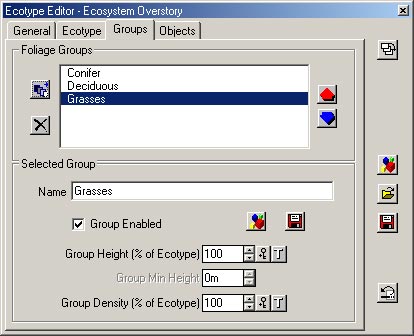 Ecotype Editor - Ecosystem Overstory
General Ecotype Groups Objects
Foliage Groups
Conifer
Deciduous
Grasses
Selected Group
Name Grasses
Group Enabled
Group Height (% of Ecotype) 100 T
Group Min Height 0m
Group Density (% of Ecotype) 100 T